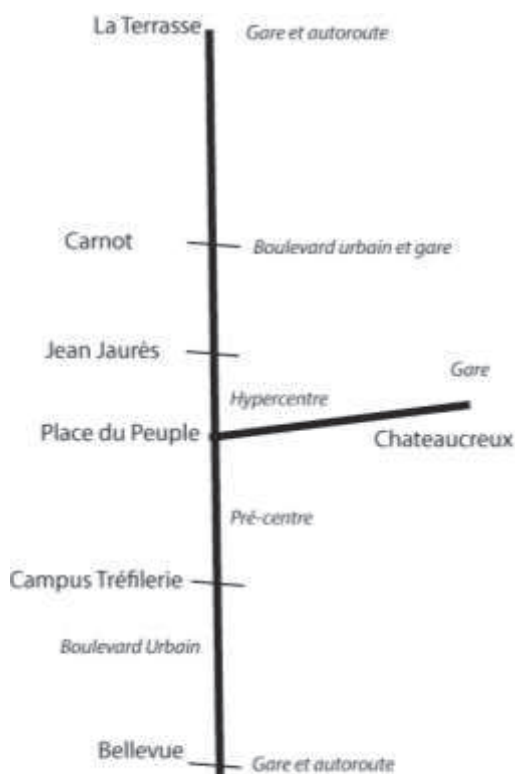 La Terrasse
Gare et autoroute
Carnot
Boulevard urbain et gare
Jean Jaurès
Gare
Hypercentre
Place du Peuple
Chateaucreux
Pré-centre
Campus Tréfilerie
Boulevard Urbain
Bellevue
Gare et autoroute